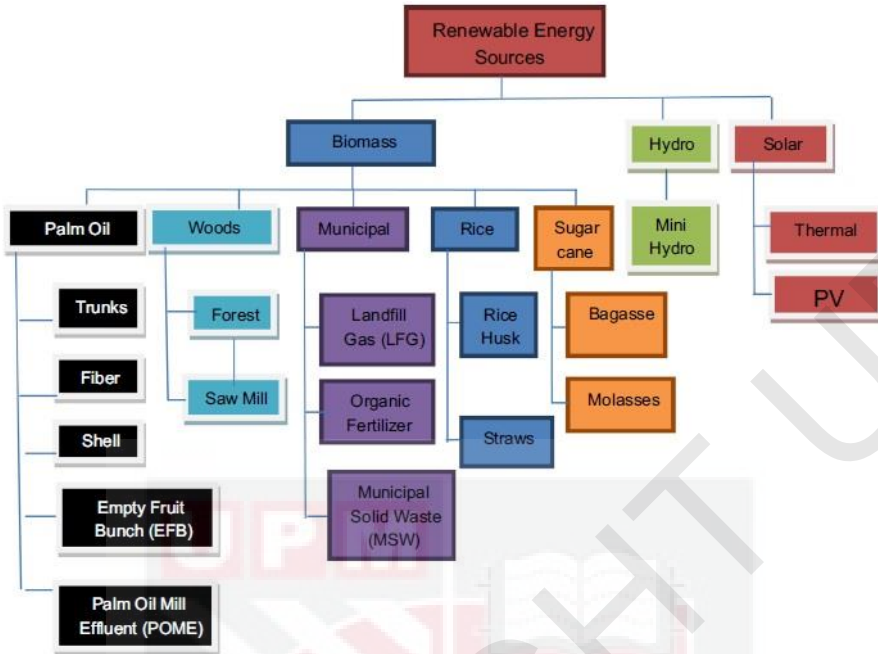 Renewable Energy
Sources
Biomass
Hydro
Solar
Palm Oil
Woods
Municipal
Rice
Sugar
cane
Mini
Hydro
Thermal
PV
Trunks
Fiber
Shell
Empty Fruit
Bunch (EFB)
Palm Oil Mill
Effluent (POME)
Forest
Saw Mill
Landfill
Gas (LFG)
Organic
Fertilizer
Municipal
Solid Waste
(MSW)
Rice
Husk
Straws
Bagasse
Molasses
UPM
HT U